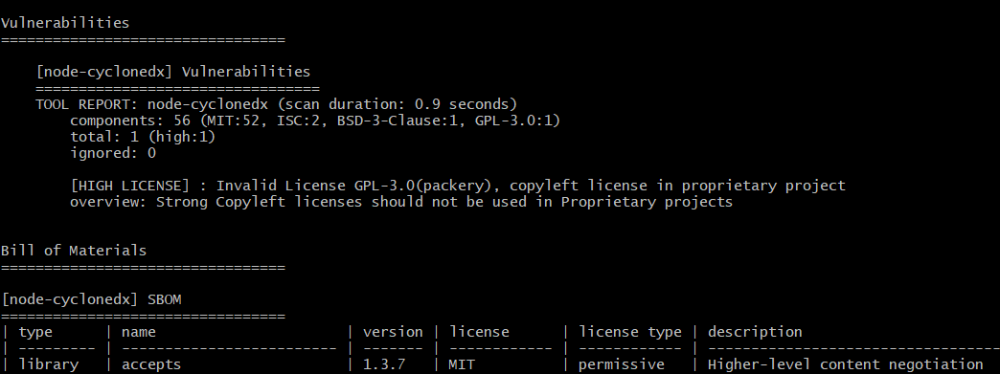 Vulnerabilities
=================================
[node-cyclonedx] Vulnerabilities
=================================
TOOL REPORT: node-cyclonedx (scan duration: 0.9 seconds)
components: 56 (MIT:52, ISC:2, BSD-3-Clause:1, GPL-3.0:1)
total: 1 (high:1)
ignored: 0
[HIGH LICENSE] : Invalid License GPL-3.0(packery), copyleft license in proprietary project
overview: Strong Copyleft licenses should not be used in Proprietary projects
Bill of Materials
=================================
[node-cyclonedx] SBOM
=================================
| type | name | version | license | license type | description
| --------- | ------------------------- | ------- | ------------ | ------------ | ----------------------------------
| library | accepts | 1.3.7 | MIT | permissive | Higher-level content negotiation